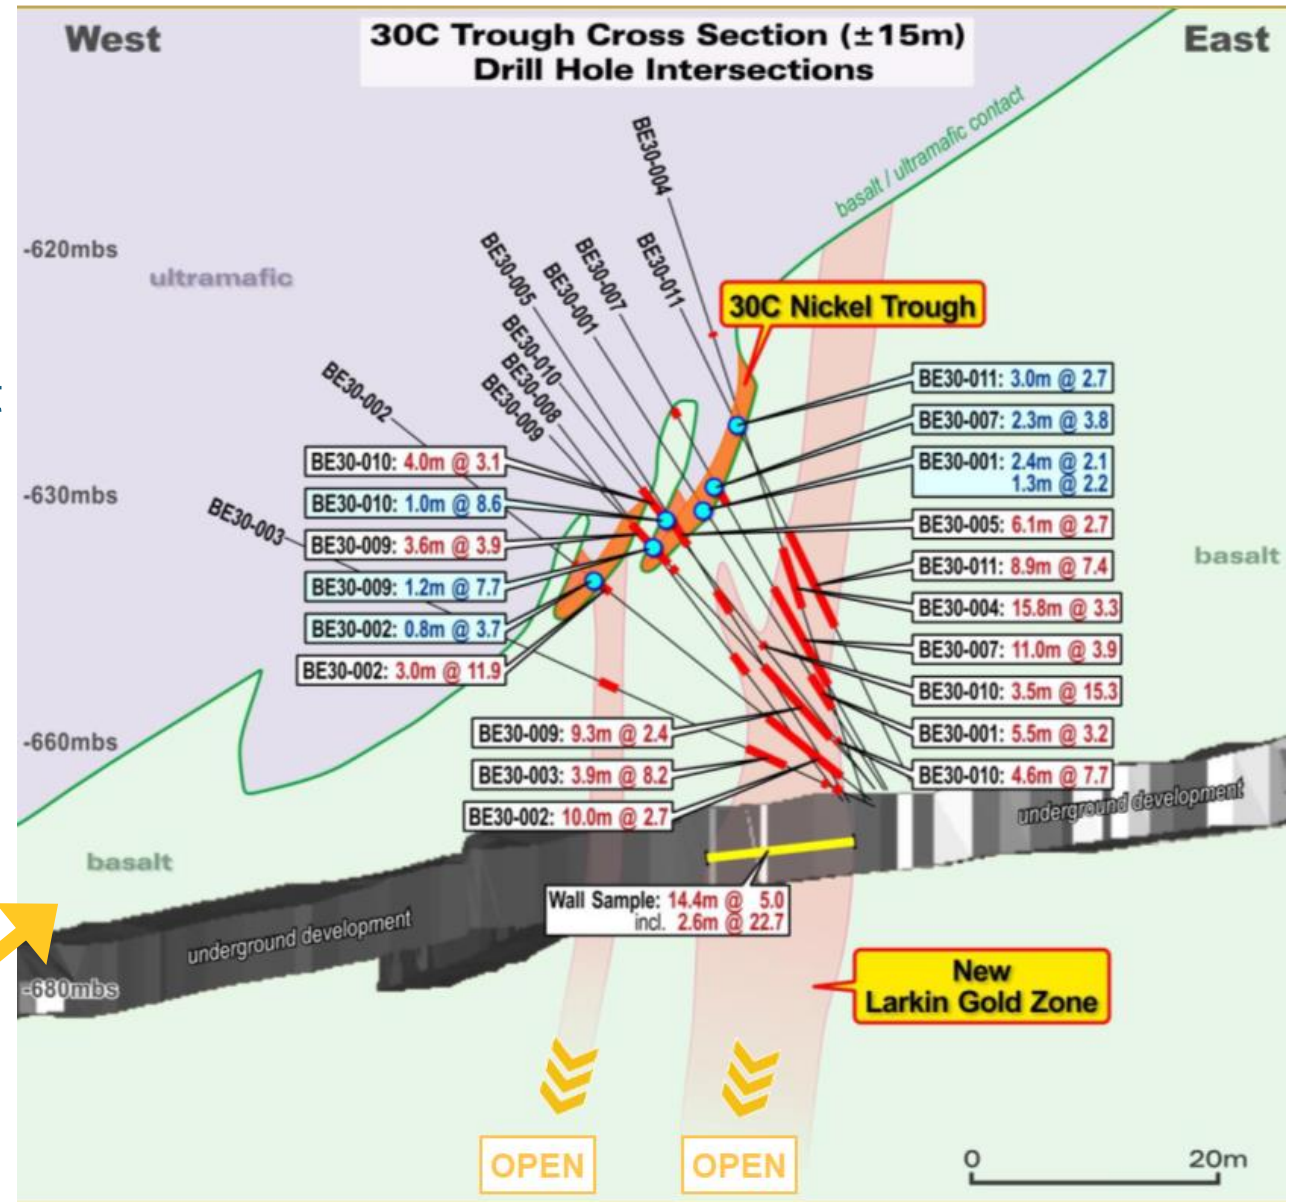 West
30C Trough Cross Section (±15m)
Drill Hole Intersections
East
basalt / ultramafic contact
BE30-004
BE30-011
BE30-007
BE30-001
BE30-005
BE30-010
BE30-008
BE30-009
BE30-002
BE30-003
-620mbs
ultramafic
30C Nickel Trough
-630mbs
basalt
BE30-010: 4.0m @ 3.1
BE30-010: 1.0m @ 8.6
BE30-009: 3.6m @ 3.9
BE30-009: 1.2m @ 7.7
BE30-002: 0.8m @ 3.7
BE30-002: 3.0m @ 11.9
BE30-011: 3.0m @ 2.7
BE30-007: 2.3m @ 3.8
BE30-001: 2.4m @ 2.1
1.3m @ 2.2
BE30-005: 6.1m @ 2.7
BE30-011: 8.9m @ 7.4
BE30-004: 15.8m @ 3.3
BE30-007: 11.0m @ 3.9
BE30-010: 3.5m @ 15.3
BE30-001: 5.5m @ 3.2
BE30-010: 4.6m @ 7.7
BE30-009: 9.3m @ 2.4
BE30-003: 3.9m @ 8.2
BE30-002: 10.0m @ 2.7
-660mbs
underground development
basalt
Wall Sample: 14.4m @ 5.0
incl. 2.6m @ 22.7
underground development
-680mbs
New
Larkin Gold Zone
OPEN
OPEN
0
20m